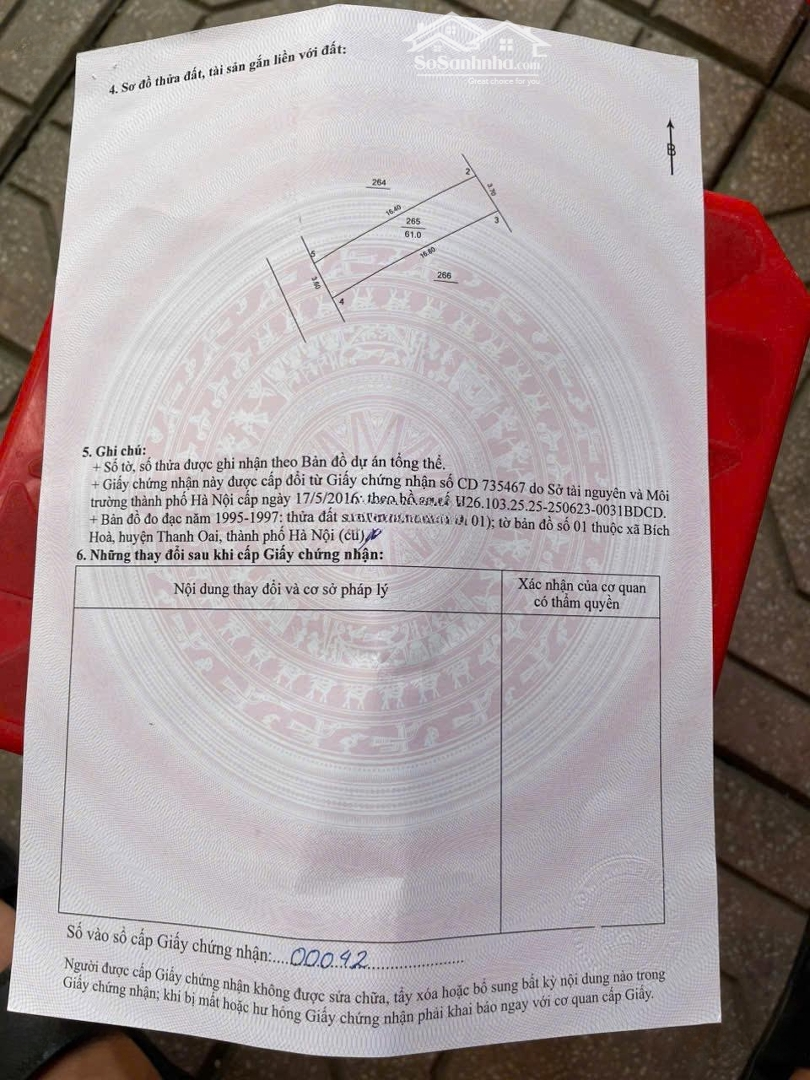 SoSanhnha.com
Great choice for you
4. Sơ đồ thửa đất, tài sản gắn liền với đất:
B
264
2
3.70
16.40
265
61.0
3
5
16.60
266
3.60
4
5. Ghi chú:
+ Số tờ, số thửa được ghi nhận theo Bản đồ dự án tổng thể.
+ Giấy chứng nhận này được cấp đổi từ Giấy chứng nhận số CD 735467 do Sở tài nguyên và Môi
trường thành phố Hà Nội cấp ngày 17/5/2016; theo hồ sơ số H26.103.25.25-250623-0031BDCD.
+ Bản đồ đo đạc năm 1995-1997: thửa đất số 01); tờ bản đồ số 01 thuộc xã Bích
Hoà, huyện Thanh Oai, thành phố Hà Nội (cũ)
6. Những thay đổi sau khi cấp Giấy chứng nhận:
Nội dung thay đổi và cơ sở pháp lý
Xác nhận của cơ quan
có thẩm quyền
Số vào sổ cấp Giấy chứng nhận:....00042......................
Người được cấp Giấy chứng nhận không được sửa chữa, tẩy xóa hoặc bổ sung bất kỳ nội dung nào trong
Giấy chứng nhận; khi bị mất hoặc hư hỏng Giấy chứng nhận phải khai báo ngay với cơ quan cấp Giấy.